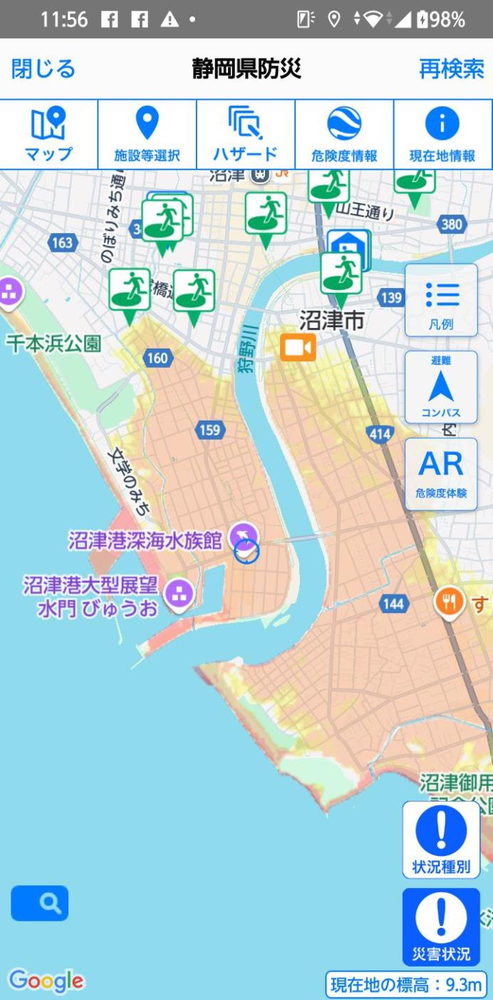 11:56
98%
閉じる
静岡県防災
再検索
マップ
施設等選択
ハザード
危険度情報
現在地情報
沼津
JR
のぼりみち通り
山王通り
163
380
139
沼津市
凡例
千本浜公園
160
狩野川
避難
コンパス
159
414
内
AR
危険度体験
文学のみち
沼津港深海水族館
沼津港大型展望
水門 びゅうお
144
す
沼津御用
記念公園
状況種別
災害状況
Google
現在地の標高：9.3m